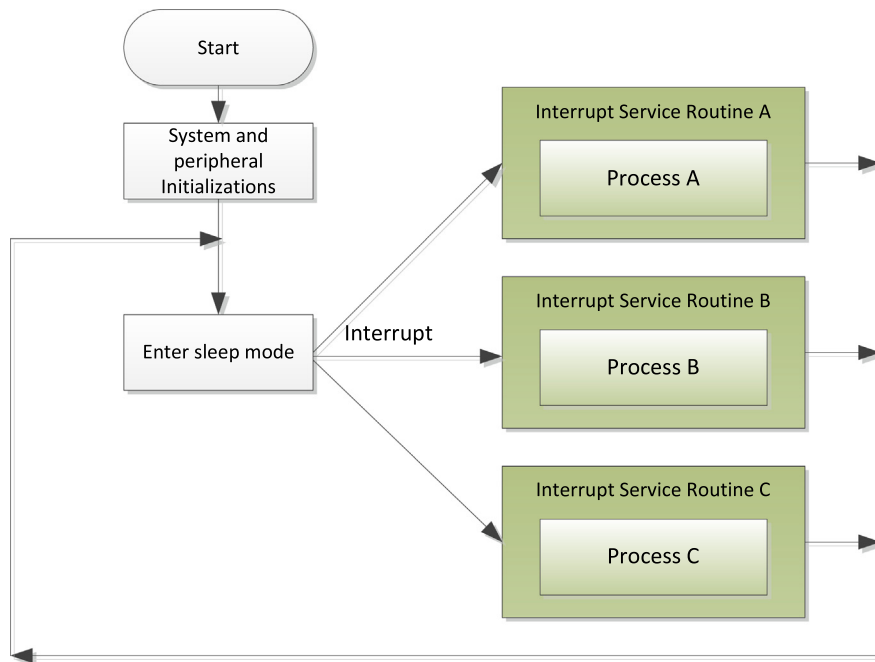 Start
System and
peripheral
Initializations
Enter sleep mode
Interrupt
Interrupt Service Routine A
Process A
Interrupt Service Routine B
Process B
Interrupt Service Routine C
Process C